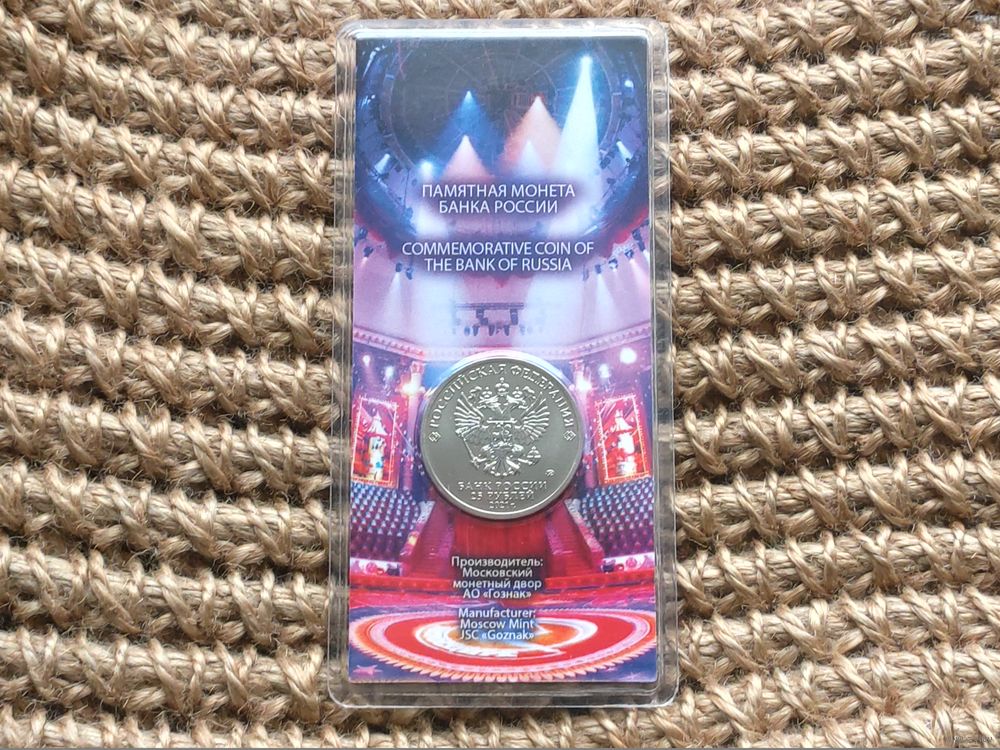 ПАМЯТНАЯ МОНЕТА
БАНКА РОССИИ
COMMEMORATIVE COIN OF
THE BANK OF RUSSIA
РОССИЙСКАЯ ФЕДЕРАЦИЯ
БАНК РОССИИ
25 РУБЛЕЙ
2021 г.
Производитель:
Московский
монетный двор
АО «Гознак»
Manufacturer:
Moscow Mint
JSC «Goznak»